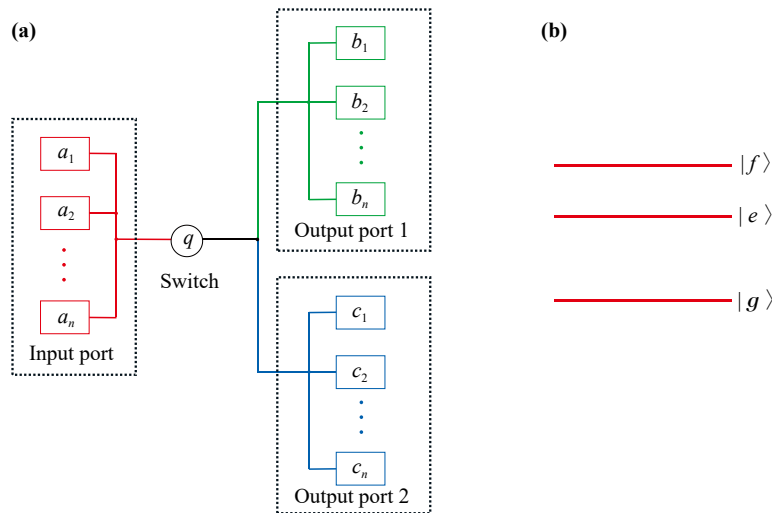 (a)
a₁
a₂
⋮
aₙ
Input port
q
Switch
b₁
b₂
⋮
bₙ
Output port 1
c₁
c₂
⋮
cₙ
Output port 2
(b)
|f⟩
|e⟩
|g⟩